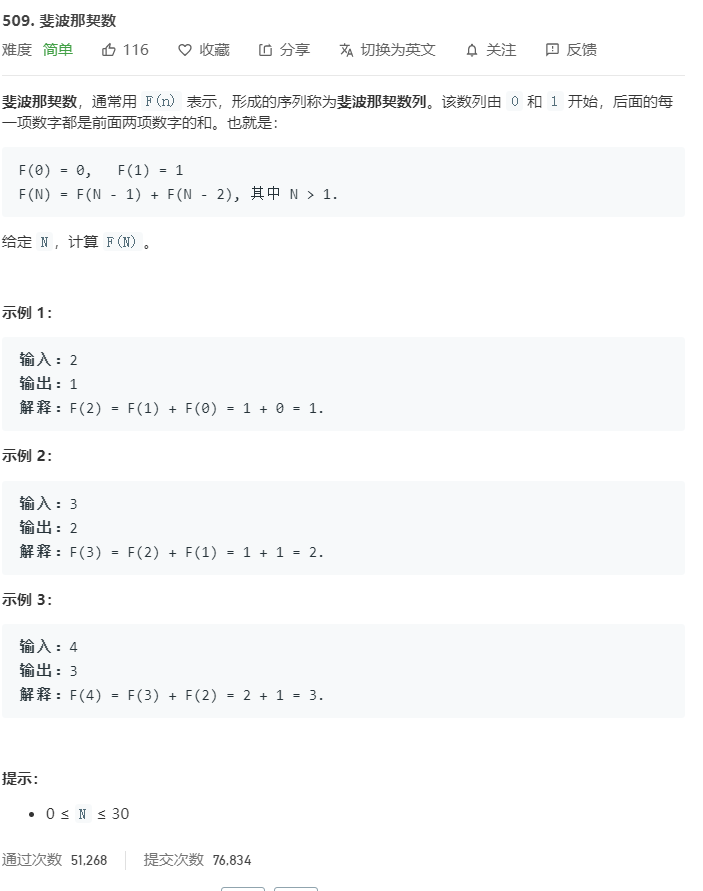 509. 斐波那契数
难度 简单 116 收藏 分享 切换为英文 关注 反馈
斐波那契数，通常用 F(n) 表示，形成的序列称为斐波那契数列。该数列由 0 和 1 开始，后面的每
一项数字都是前面两项数字的和。也就是：
F(0) = 0,   F(1) = 1
F(N) = F(N - 1) + F(N - 2), 其中 N > 1.
给定 N，计算 F(N)。
示例 1：
输入：2
输出：1
解释：F(2) = F(1) + F(0) = 1 + 0 = 1.
示例 2：
输入：3
输出：2
解释：F(3) = F(2) + F(1) = 1 + 1 = 2.
示例 3：
输入：4
输出：3
解释：F(4) = F(3) + F(2) = 2 + 1 = 3.
提示：
• 0 ≤ N ≤ 30
通过次数 51,268 提交次数 76,834